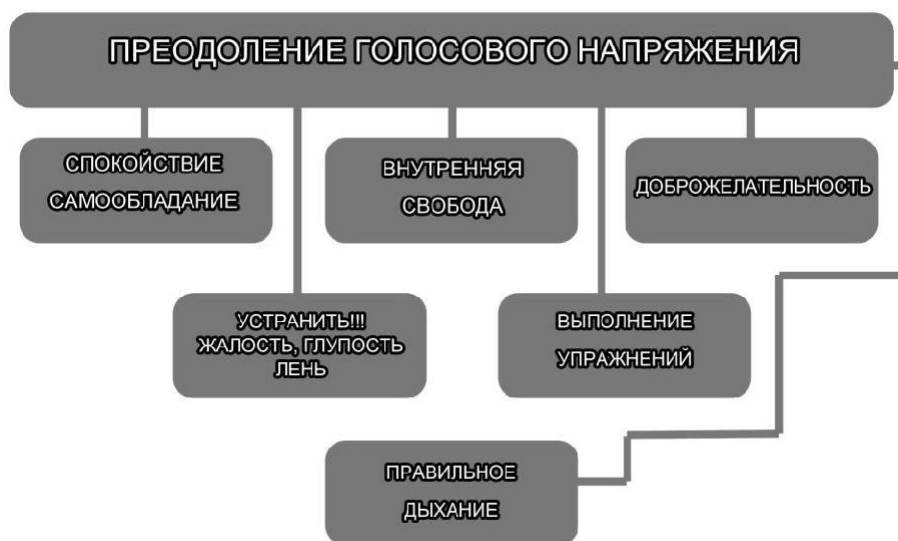 ПРЕОДОЛЕНИЕ ГОЛОСОВОГО НАПРЯЖЕНИЯ
СПОКОЙСТВИЕ
САМООБЛАДАНИЕ
ВНУТРЕННЯЯ
СВОБОДА
ДОБРОЖЕЛАТЕЛЬНОСТЬ
УСТРАНИТЬ!!!
ЖАЛОСТЬ, ГЛУПОСТЬ
ЛЕНЬ
ВЫПОЛНЕНИЕ
УПРАЖНЕНИЙ
ПРАВИЛЬНОЕ
ДЫХАНИЕ